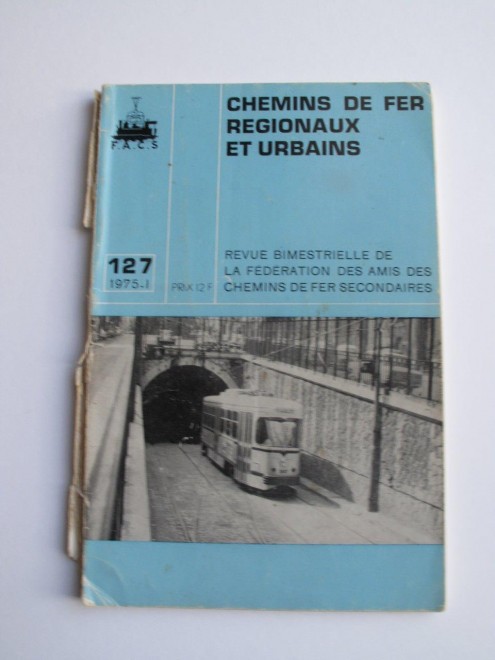 F.A.C.S
CHEMINS DE FER
REGIONAUX
ET URBAINS
127
1975-1
PRIX 12 F
REVUE BIMESTRIELLE DE
LA FÉDÉRATION DES AMIS DES
CHEMINS DE FER SECONDAIRES